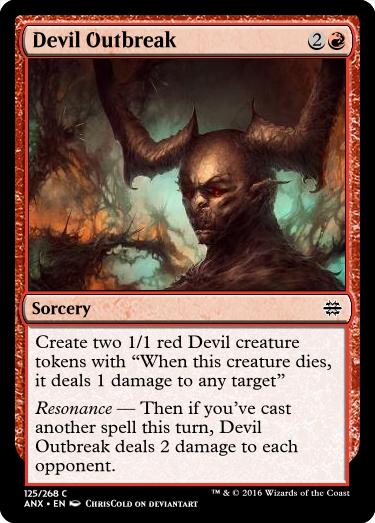 Devil Outbreak 2
Sorcery
Create two 1/1 red Devil creature
tokens with “When this creature dies,
it deals 1 damage to any target”
Resonance — Then if you’ve cast
another spell this turn, Devil
Outbreak deals 2 damage to each
opponent.
125/268 C
ANX • EN ChrisCold on deviantart
™ & © 2016 Wizards of the Coast